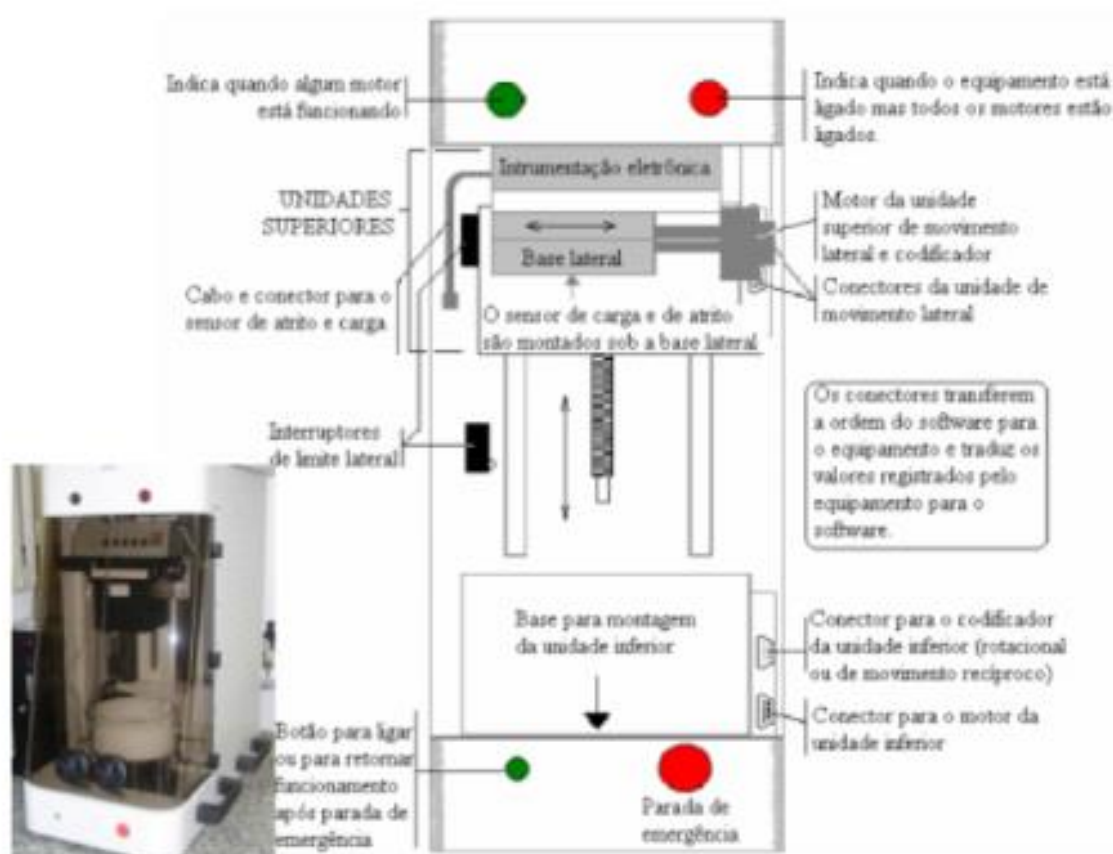 Indica quando algum motor
está funcionando
Indica quando o equipamento está
ligado mas todos os motores estão
ligados.
Intrumentação eletrônica
UNIDADES
SUPERIORES
Motor da unidade
superior de movimento
lateral e codificador
Base lateral
Conectores da unidade de
movimento lateral
Cabo e conector para o
sensor de atrito e carga
O sensor de carga e de atrito
são montados sob a base lateral
Os conectores transferem
a ordem do software para
o equipamento e traduz os
valores registrados pelo
equipamento para o
software.
Interruptores
de limite lateral
Base para montagem
da unidade inferior
Conector para o codificador
da unidade inferior (rotacional
ou de movimento recíproco)
Conector para o motor da
unidade inferior
Botão para ligar
ou para retornar
funcionamento
após parada de
emergência
Parada de
emergência